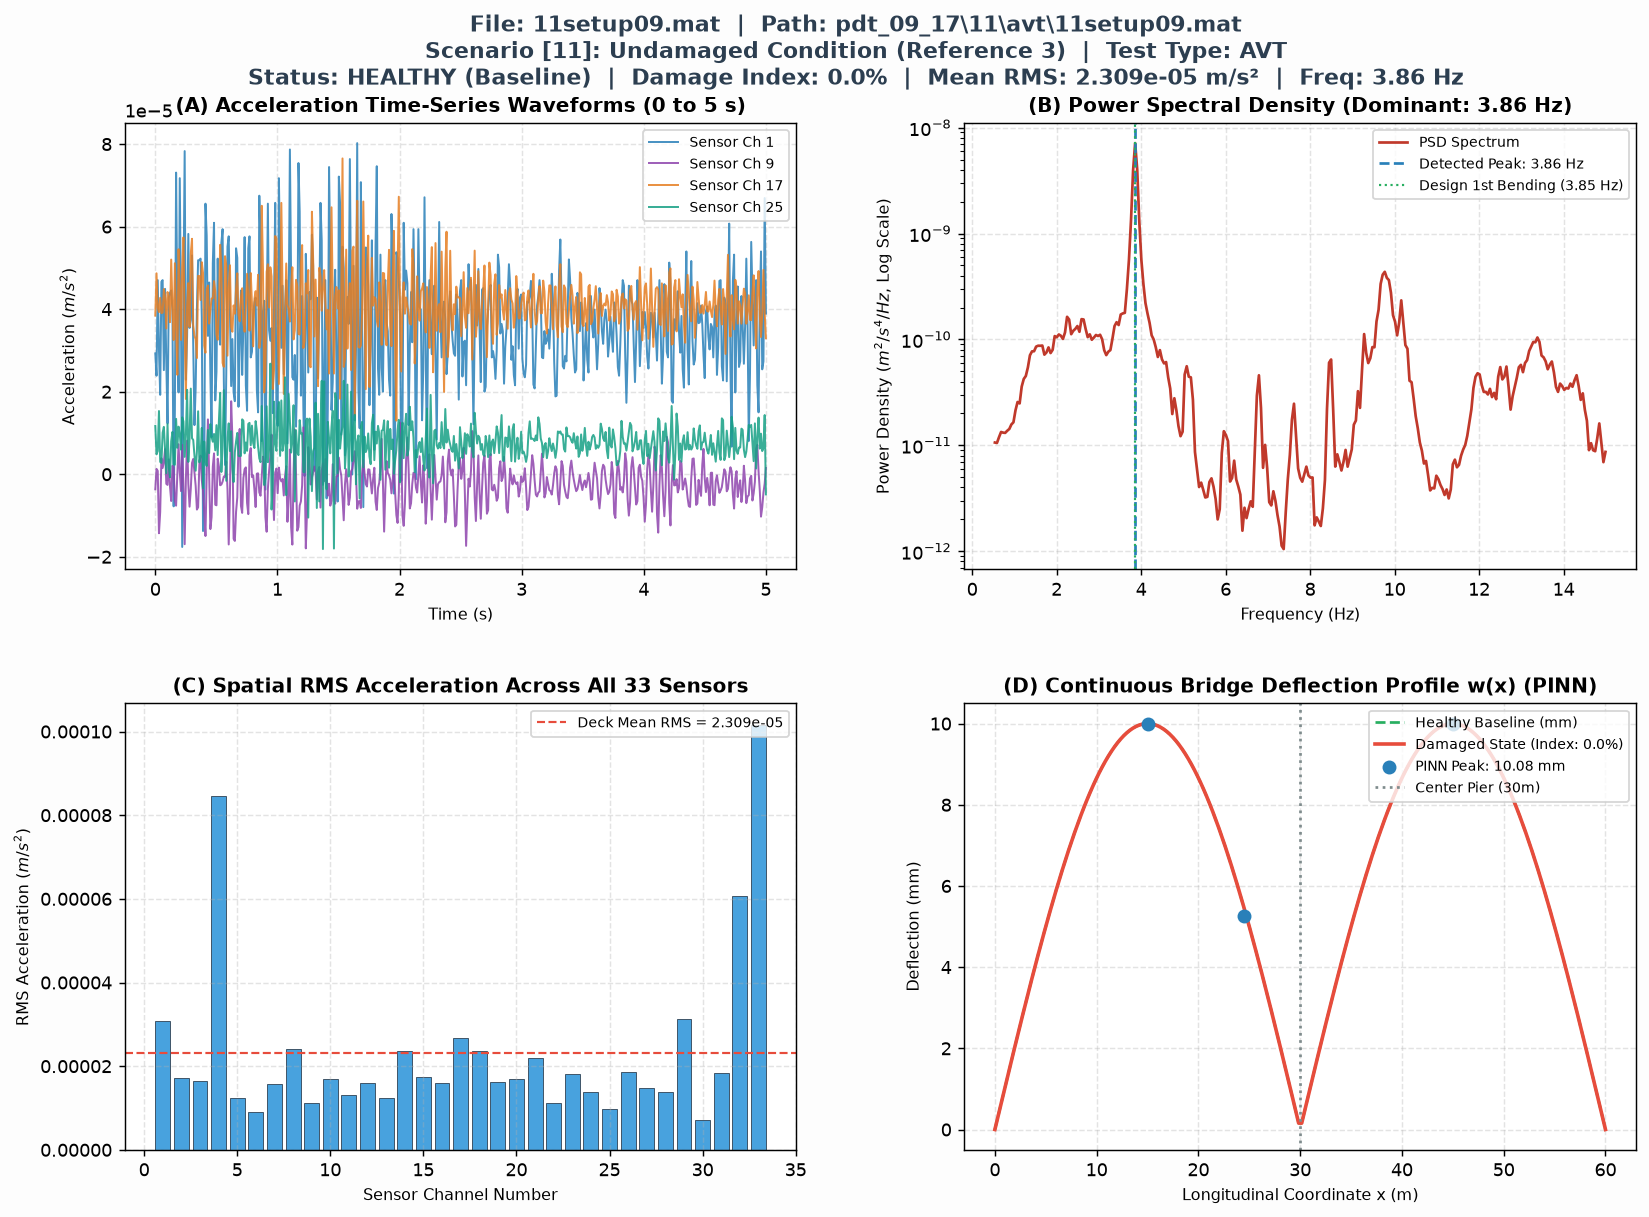 File: 11setup09.mat | Path: pdt_09_17\11\avt\11setup09.mat
Scenario [11]: Undamaged Condition (Reference 3) | Test Type: AVT
Status: HEALTHY (Baseline) | Damage Index: 0.0% | Mean RMS: 2.309e-05 m/s² | Freq: 3.86 Hz
(A) Acceleration Time-Series Waveforms (0 to 5 s)
1e−5
Sensor Ch 1
Sensor Ch 9
Sensor Ch 17
Sensor Ch 25
8
6
4
2
0
−2
Acceleration (m/s²)
0 1 2 3 4 5
Time (s)
(B) Power Spectral Density (Dominant: 3.86 Hz)
PSD Spectrum
Detected Peak: 3.86 Hz
Design 1st Bending (3.85 Hz)
10⁻⁸
10⁻⁹
10⁻¹⁰
10⁻¹¹
10⁻¹²
Power Density (m²/s⁴/Hz, Log Scale)
0 2 4 6 8 10 12 14
Frequency (Hz)
(C) Spatial RMS Acceleration Across All 33 Sensors
Deck Mean RMS = 2.309e-05
0.00010
0.00008
0.00006
0.00004
0.00002
0.00000
RMS Acceleration (m/s²)
0 5 10 15 20 25 30 35
Sensor Channel Number
(D) Continuous Bridge Deflection Profile w(x) (PINN)
Healthy Baseline (mm)
Damaged State (Index: 0.0%)
PINN Peak: 10.08 mm
Center Pier (30m)
10
8
6
4
2
0
Deflection (mm)
0 10 20 30 40 50 60
Longitudinal Coordinate x (m)